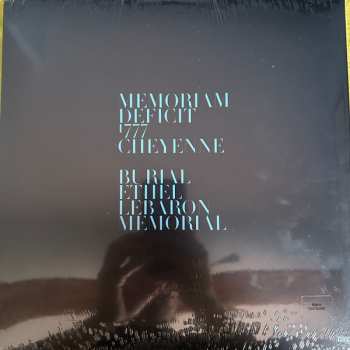 MEMORIAM
DEFICIT
'777
CHEYENNE
BURIAL
ETHEL
LEBARON
MEMORIAL